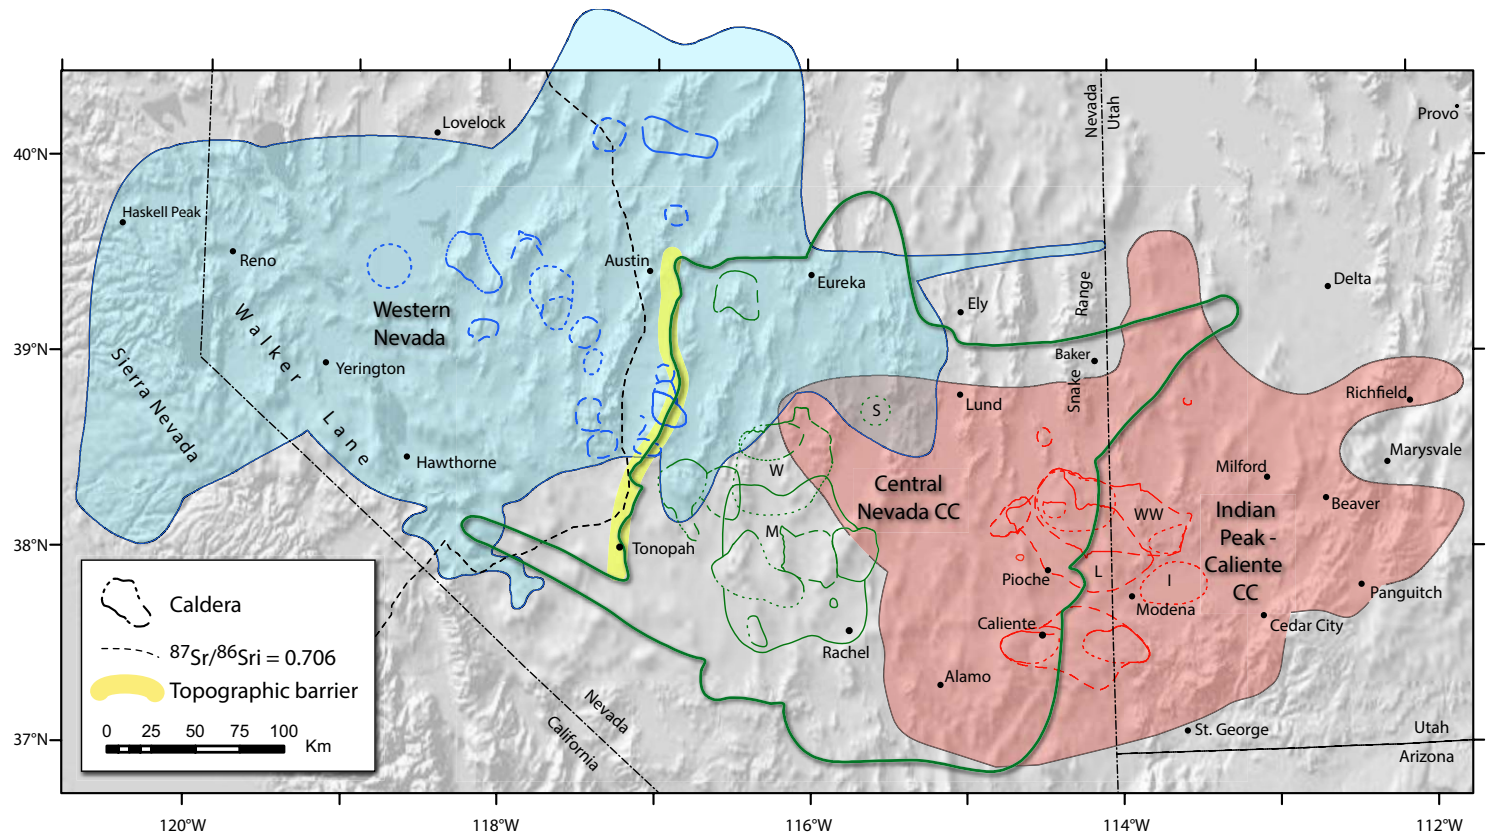 Lovelock
Provo
Nevada
Utah
40°N
Haskell Peak
Reno
Austin
Eureka
Ely
Range
Delta
Western
Nevada
Walker
Lane
39°N
Yerington
Sierra Nevada
Baker
Snake
Lund
Richfield
S
Hawthorne
W
Central
Nevada CC
Marysvale
Milford
Beaver
WW
Indian
Peak -
Caliente
CC
38°N
M
Tonopah
Pioche
L
I
Modena
Panguitch
Caliente
Cedar City
Rachel
Alamo
St. George
Utah
Arizona
37°N
Nevada
California
Caldera
87Sr/86Sri = 0.706
Topographic barrier
0 25 50 75 100
Km
120°W
118°W
116°W
114°W
112°W